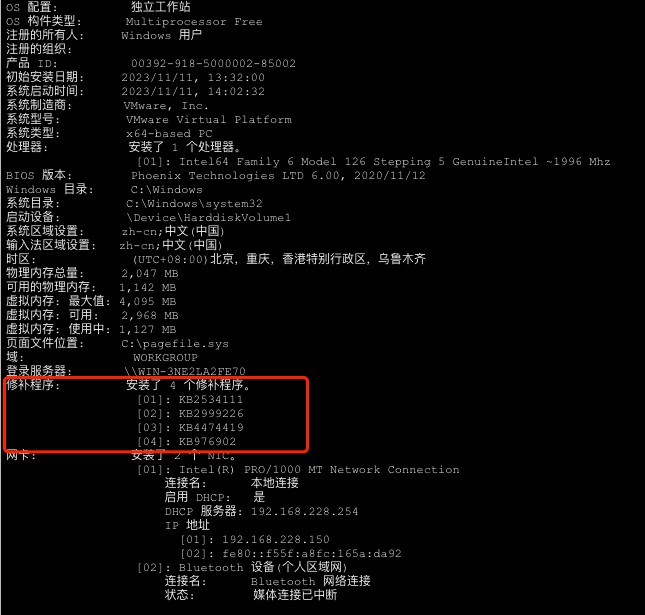 OS 配置: 独立工作站
OS 构件类型: Multiprocessor Free
注册的所有人: Windows 用户
注册的组织:
产品 ID: 00392-918-5000002-85002
初始安装日期: 2023/11/11, 13:32:00
系统启动时间: 2023/11/11, 14:02:32
系统制造商: VMware, Inc.
系统型号: VMware Virtual Platform
系统类型: x64-based PC
处理器: 安装了 1 个处理器。
[01]: Intel64 Family 6 Model 126 Stepping 5 GenuineIntel ~1996 Mhz
BIOS 版本: Phoenix Technologies LTD 6.00, 2020/11/12
Windows 目录: C:\Windows
系统目录: C:\Windows\system32
启动设备: \Device\HarddiskVolume1
系统区域设置: zh-cn;中文(中国)
输入法区域设置: zh-cn;中文(中国)
时区: (UTC+08:00)北京，重庆，香港特别行政区，乌鲁木齐
物理内存总量: 2,047 MB
可用的物理内存: 1,142 MB
虚拟内存: 最大值: 4,095 MB
虚拟内存: 可用: 2,968 MB
虚拟内存: 使用中: 1,127 MB
页面文件位置: C:\pagefile.sys
域: WORKGROUP
登录服务器: \\WIN-3NE2LA2FE70
修补程序: 安装了 4 个修补程序。
[01]: KB2534111
[02]: KB2999226
[03]: KB4474419
[04]: KB976902
网卡: 安装了 2 个 NIC。
[01]: Intel(R) PRO/1000 MT Network Connection
连接名: 本地连接
启用 DHCP: 是
DHCP 服务器: 192.168.228.254
IP 地址
[01]: 192.168.228.150
[02]: fe80::f55f:a8fc:165a:da92
[02]: Bluetooth 设备(个人区域网)
连接名: Bluetooth 网络连接
状态: 媒体连接已中断